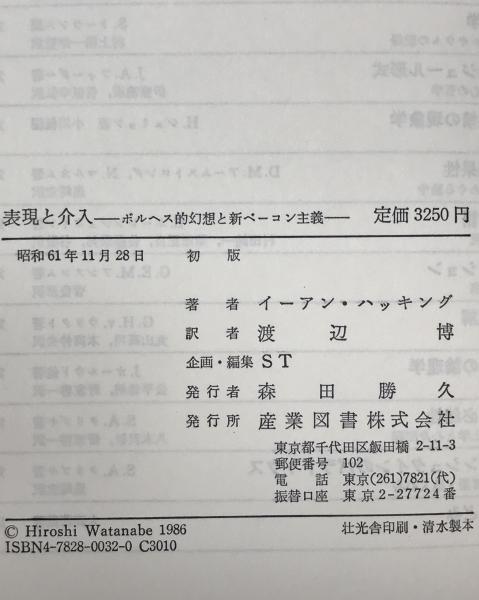 表現と介入——ボルヘス的幻想と新ベーコン主義——　定価3250円
昭和61年11月28日　初　版
著　者　イーアン・ハッキング
訳　者　渡　辺　博
企画・編集　ST
発行者　森　田　勝　久
発行所　産業図書株式会社
東京都千代田区飯田橋 2-11-3
郵便番号　102
電　話　東京(261)7821(代)
振替口座　東京 2-27724 番
© Hiroshi Watanabe 1986　壮光舎印刷・清水製本
ISBN4-7828-0032-0 C3010